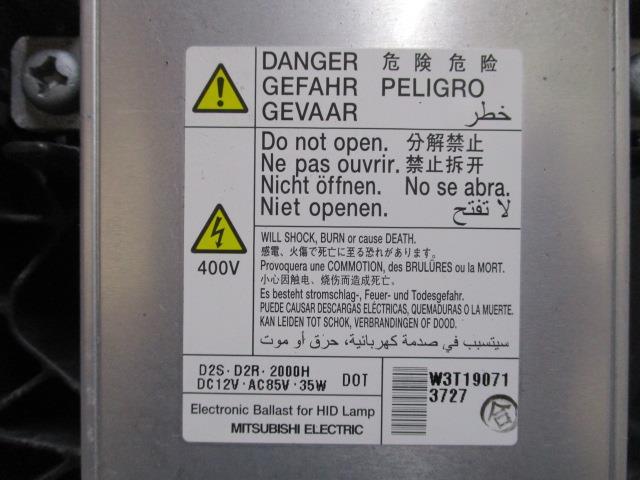 DANGER 危険 危险
GEFAHR PELIGRO
GEVAAR خطر
Do not open. 分解禁止
Ne pas ouvrir. 禁止拆开
Nicht öffnen. No se abra.
Niet openen. لا تفتح
400V
WILL SHOCK, BURN or cause DEATH.
感電、火傷で死亡に至る恐れがあります。
Provoquera une COMMOTION, des BRULÛRES ou la MORT.
小心因触电、烧伤而造成死亡。
Es besteht stromschlag-, Feuer- und Todesgefahr.
PUEDE CAUSAR DESCARGAS ELÉCTRICAS, QUEMADURAS O LA MUERTE.
KAN LEIDEN TOT SCHOK, VERBRANDINGEN OF DOOD.
سيتسبب في صدمة كهربائية، حرق أو موت
D2S・D2R・2000H
DC12V・AC85V・35W DOT
W3T19071
3727
合
Electronic Ballast for HID Lamp
MITSUBISHI ELECTRIC